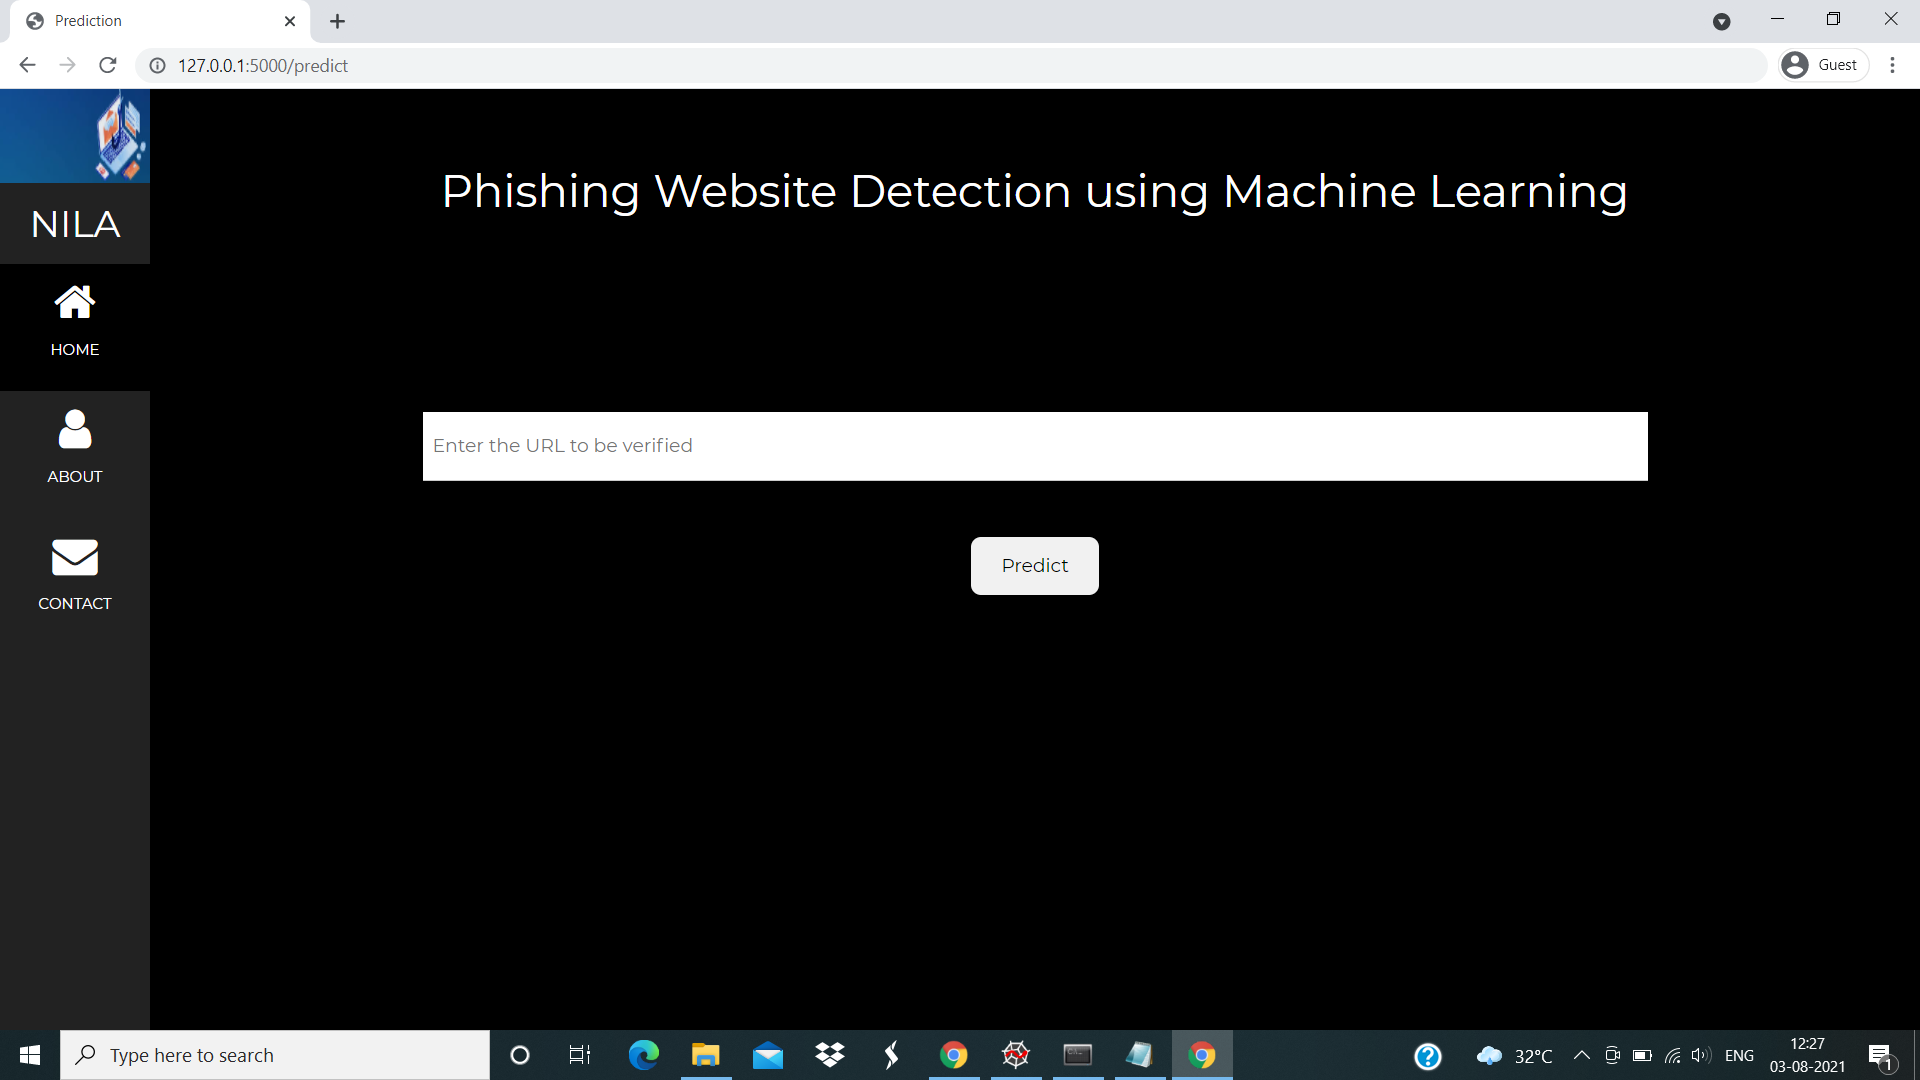 Prediction
127.0.0.1:5000/predict
Guest
NILA
HOME
ABOUT
CONTACT
Phishing Website Detection using Machine Learning
Enter the URL to be verified
Predict
Type here to search
32°C
ENG
12:27
03-08-2021
1